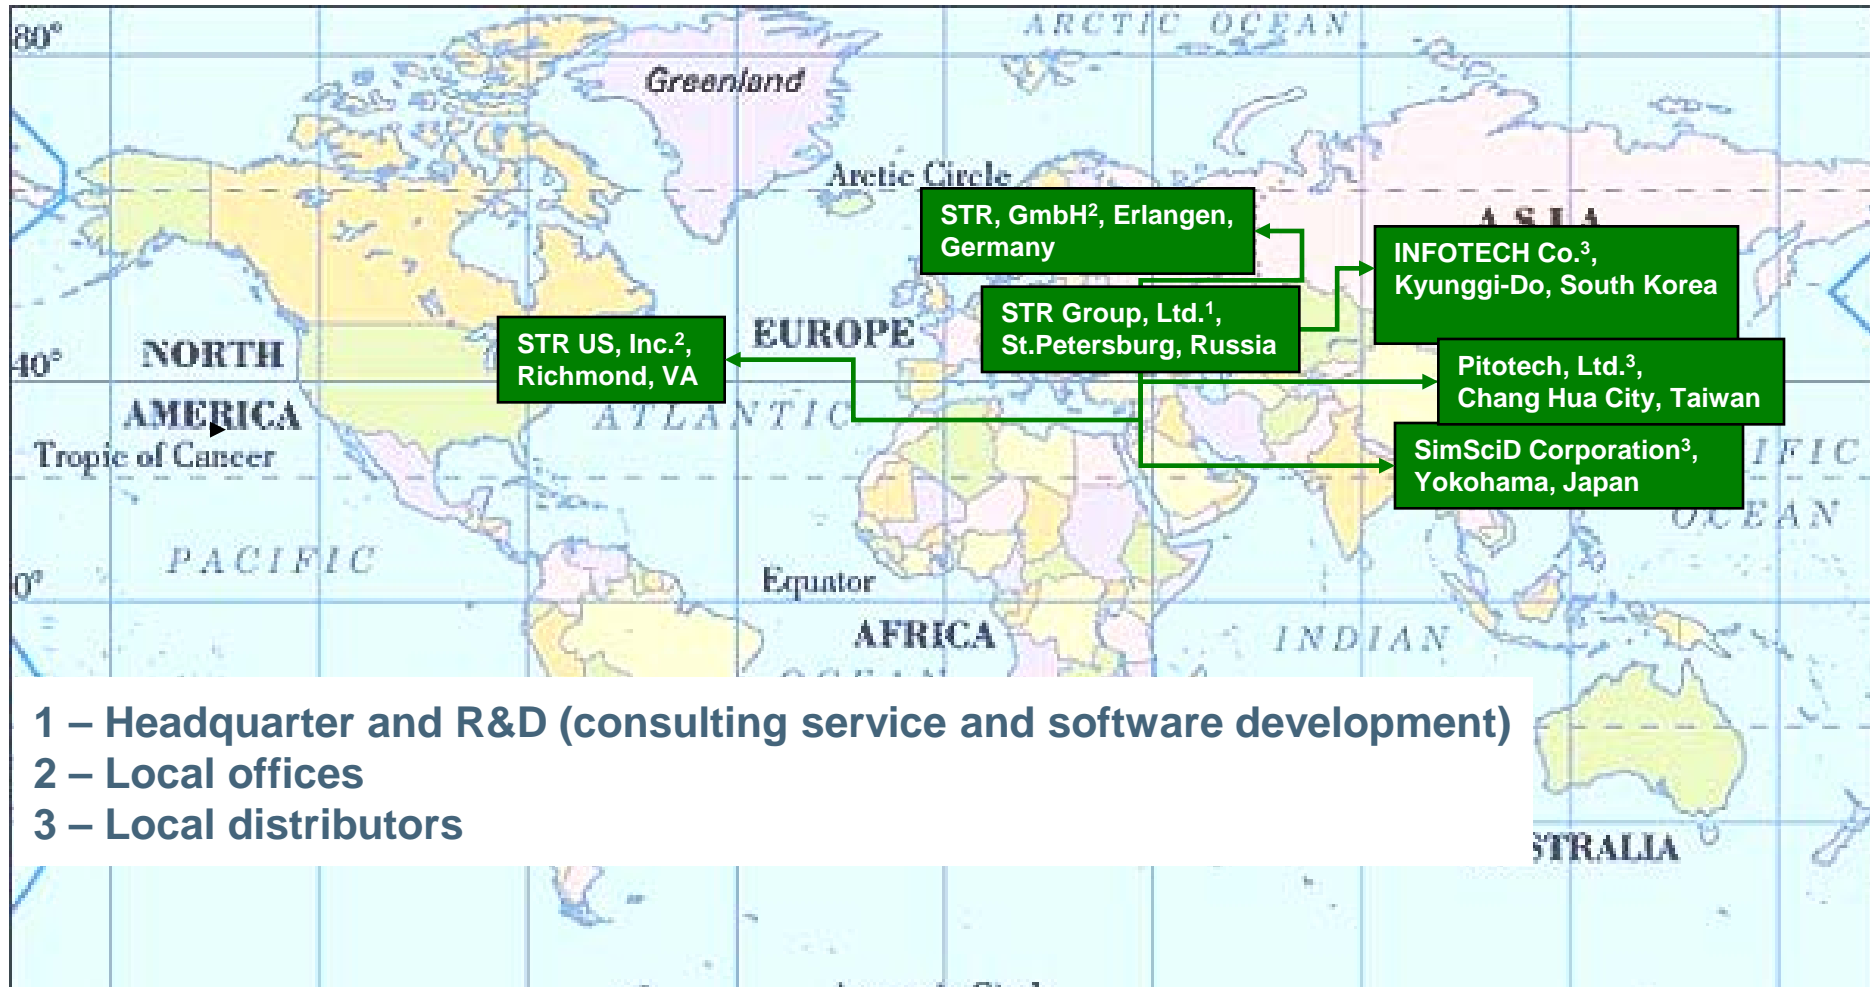 ARCTIC OCEAN
80°
Greenland
Arctic Circle
ASIA
STR, GmbH², Erlangen,
Germany
INFOTECH Co.³,
Kyunggi-Do, South Korea
STR Group, Ltd.¹,
St.Petersburg, Russia
EUROPE
STR US, Inc.²,
Richmond, VA
NORTH
AMERICA
40°
Pitotech, Ltd.³,
Chang Hua City, Taiwan
ATLANTIC
Tropic of Cancer
SimSciD Corporation³,
Yokohama, Japan
IFIC
OCEAN
PACIFIC
0°
Equator
AFRICA
INDIAN
1 – Headquarter and R&D (consulting service and software development)
2 – Local offices
3 – Local distributors
STRALIA